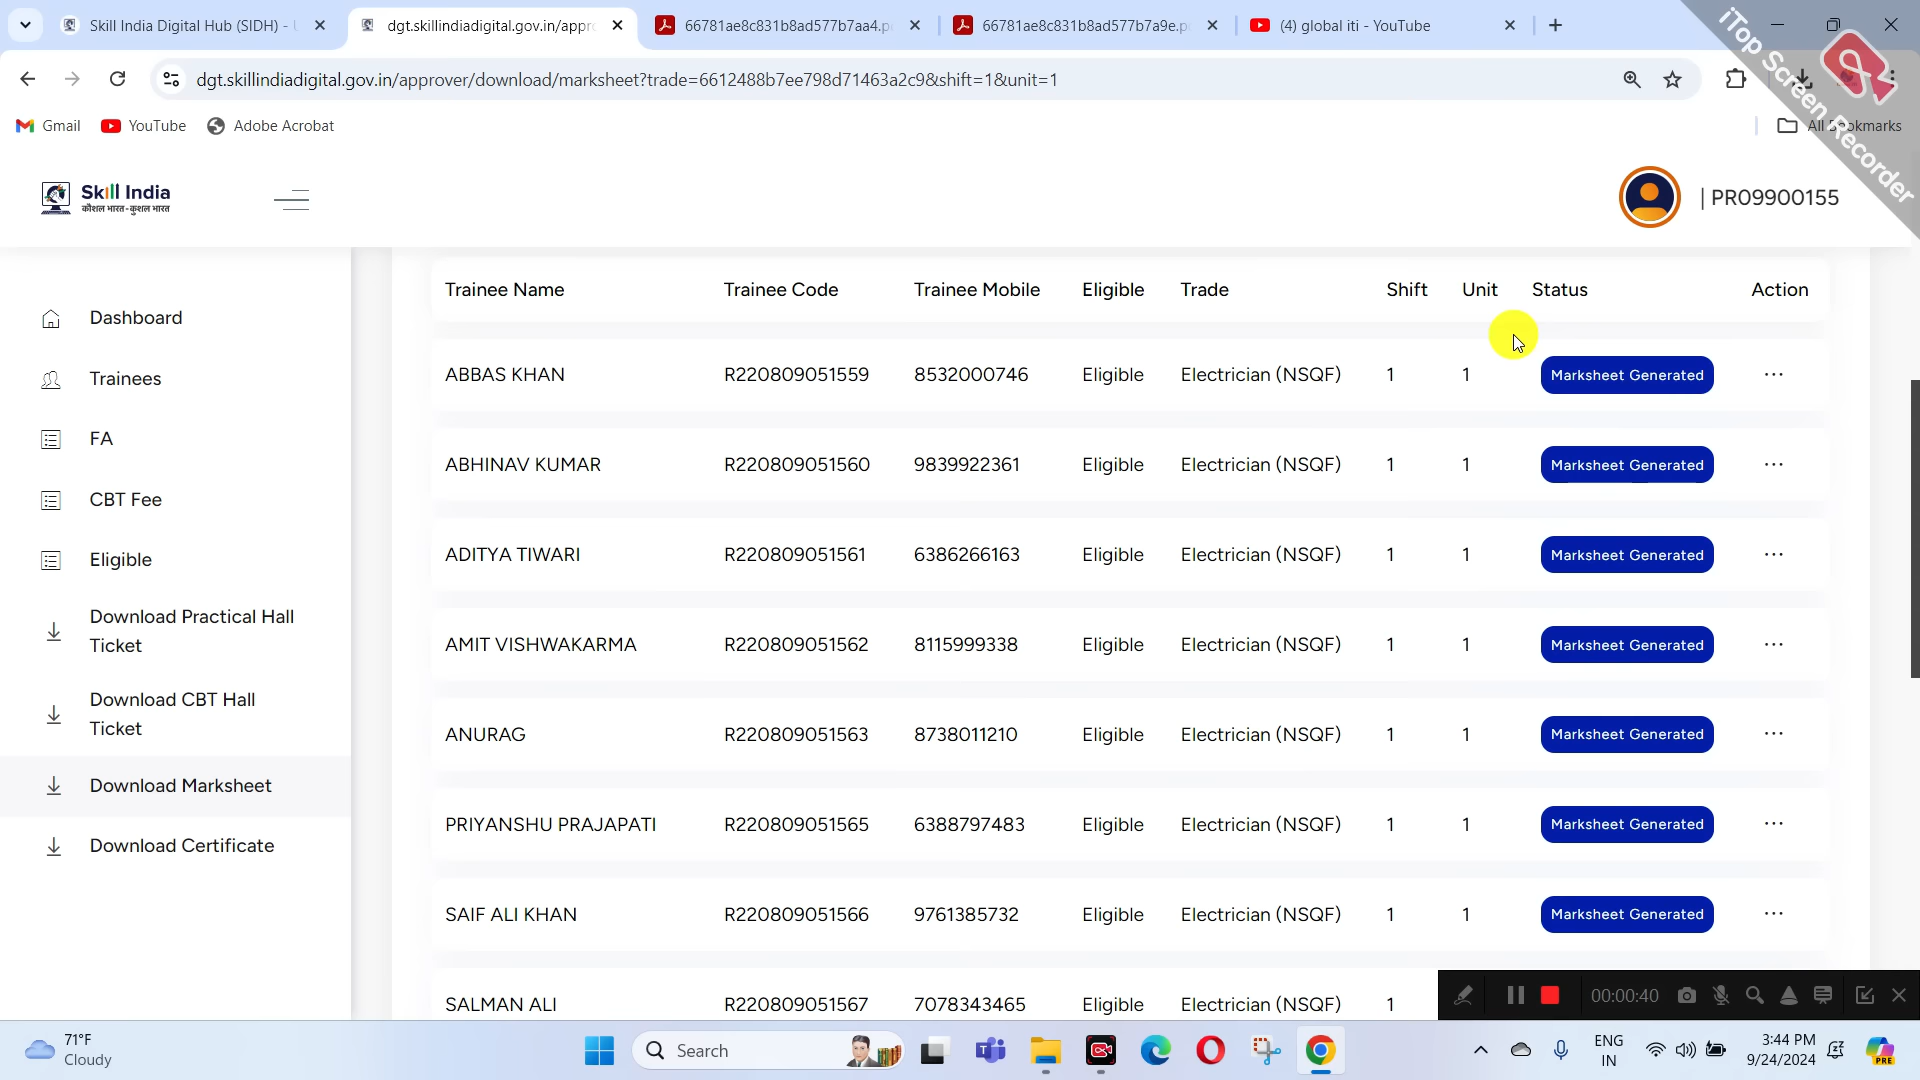 Skill India Digital Hub (SIDH) - U
dgt.skillindiadigital.gov.in/appro
66781ae8c831b8ad577b7aa4.p
66781ae8c831b8ad577b7a9e.p
(4) global iti - YouTube
iTop Screen Recorder
dgt.skillindiadigital.gov.in/approver/download/marksheet?trade=6612488b7ee798d71463a2c9&shift=1&unit=1
Gmail
YouTube
Adobe Acrobat
All Bookmarks
Skill India
कौशल भारत-कुशल भारत
| PR09900155
Dashboard
Trainees
FA
CBT Fee
Eligible
Download Practical Hall
Ticket
Download CBT Hall
Ticket
Download Marksheet
Download Certificate
Trainee Name Trainee Code Trainee Mobile Eligible Trade Shift Unit Status Action
ABBAS KHAN R220809051559 8532000746 Eligible Electrician (NSQF) 1 1 Marksheet Generated ...
ABHINAV KUMAR R220809051560 9839922361 Eligible Electrician (NSQF) 1 1 Marksheet Generated ...
ADITYA TIWARI R220809051561 6386266163 Eligible Electrician (NSQF) 1 1 Marksheet Generated ...
AMIT VISHWAKARMA R220809051562 8115999338 Eligible Electrician (NSQF) 1 1 Marksheet Generated ...
ANURAG R220809051563 8738011210 Eligible Electrician (NSQF) 1 1 Marksheet Generated ...
PRIYANSHU PRAJAPATI R220809051565 6388797483 Eligible Electrician (NSQF) 1 1 Marksheet Generated ...
SAIF ALI KHAN R220809051566 9761385732 Eligible Electrician (NSQF) 1 1 Marksheet Generated ...
SALMAN ALI R220809051567 7078343465 Eligible Electrician (NSQF) 1
00:00:40
71°F
Cloudy
Search
ENG
IN
3:44 PM
9/24/2024
PRE